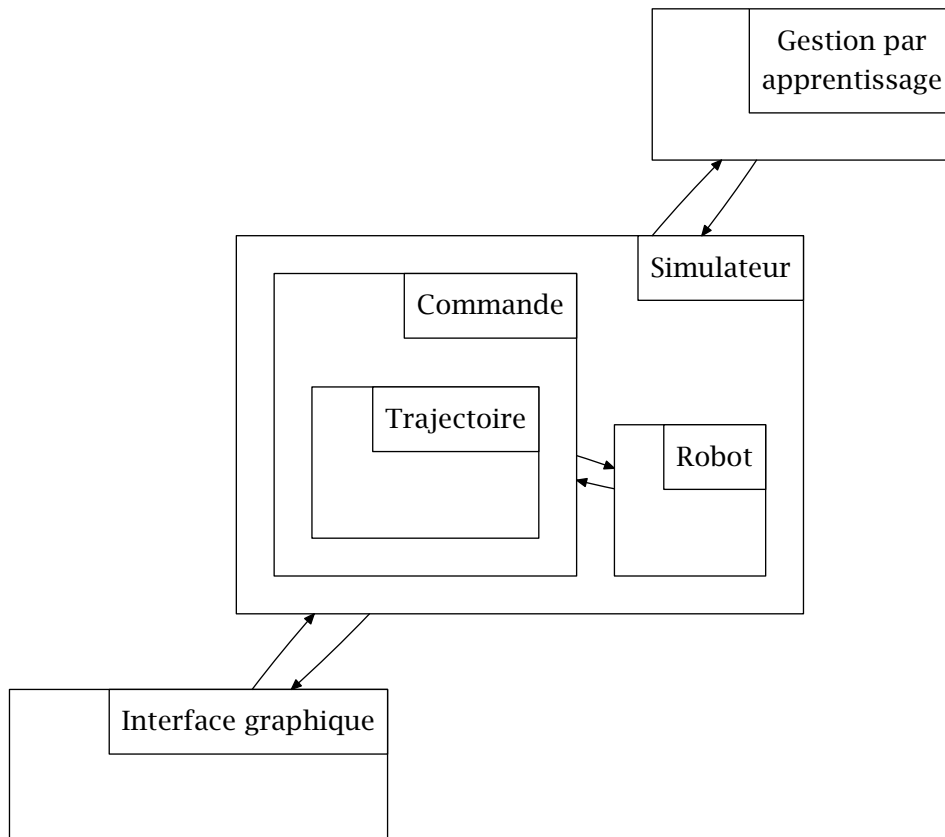 Gestion par
apprentissage
Simulateur
Commande
Trajectoire
Robot
Interface graphique